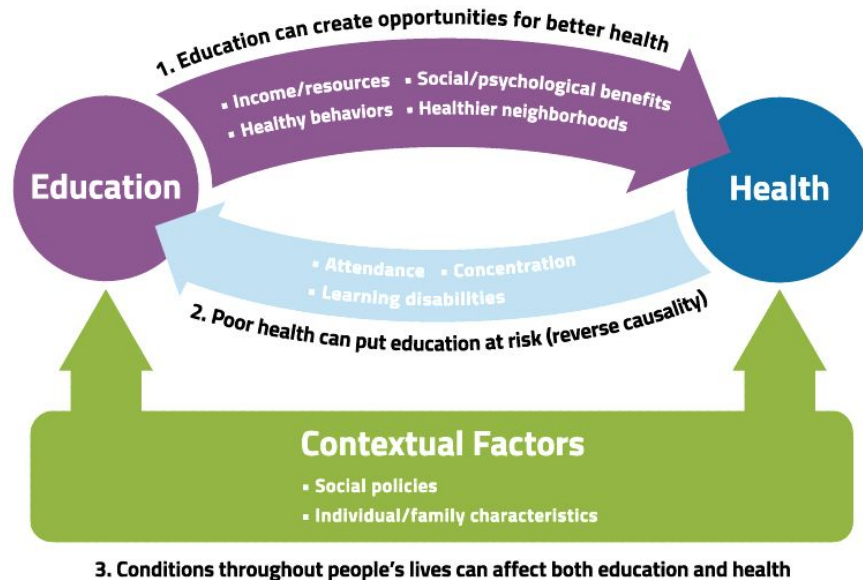 1. Education can create opportunities for better health
▪ Income/resources ▪ Social/psychological benefits
▪ Healthy behaviors ▪ Healthier neighborhoods
Education
Health
▪ Attendance ▪ Concentration
▪ Learning disabilities
2. Poor health can put education at risk (reverse causality)
Contextual Factors
▪ Social policies
▪ Individual/family characteristics
3. Conditions throughout people's lives can affect both education and health